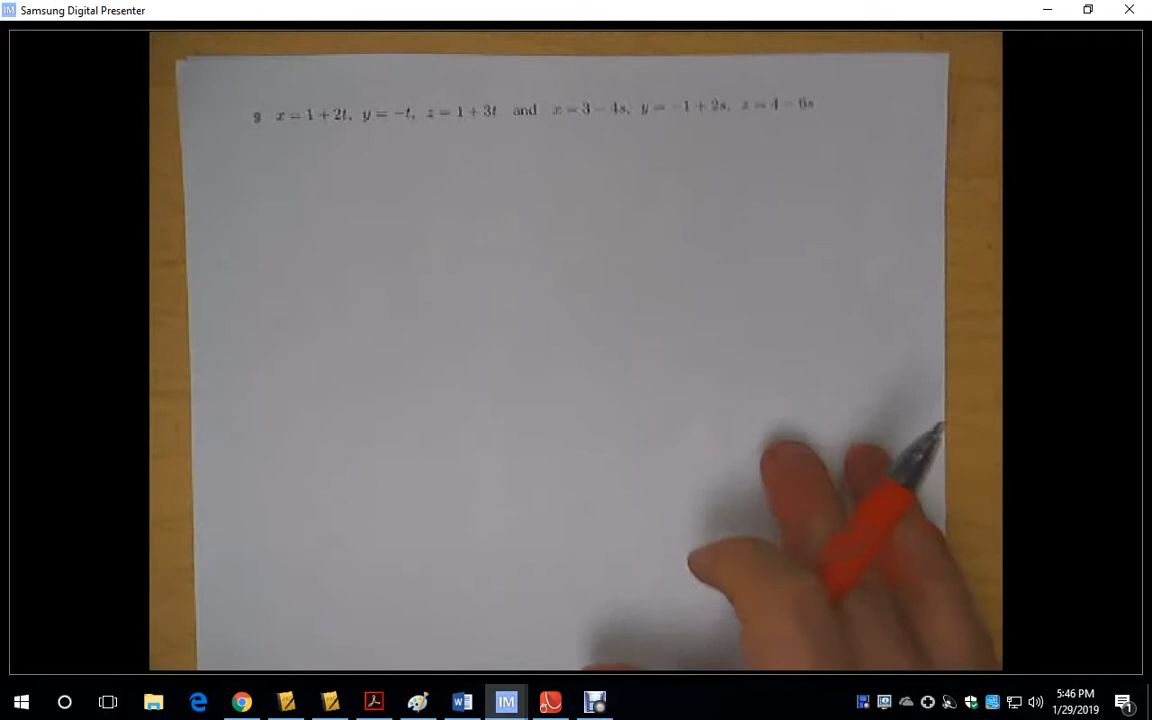 Samsung Digital Presenter
9 x = 1 + 2t, y = −t, z = 1 + 3t and x = 3 − 4s, y = −1 + 2s, z = 4 − 6s
5:46 PM
1/29/2019